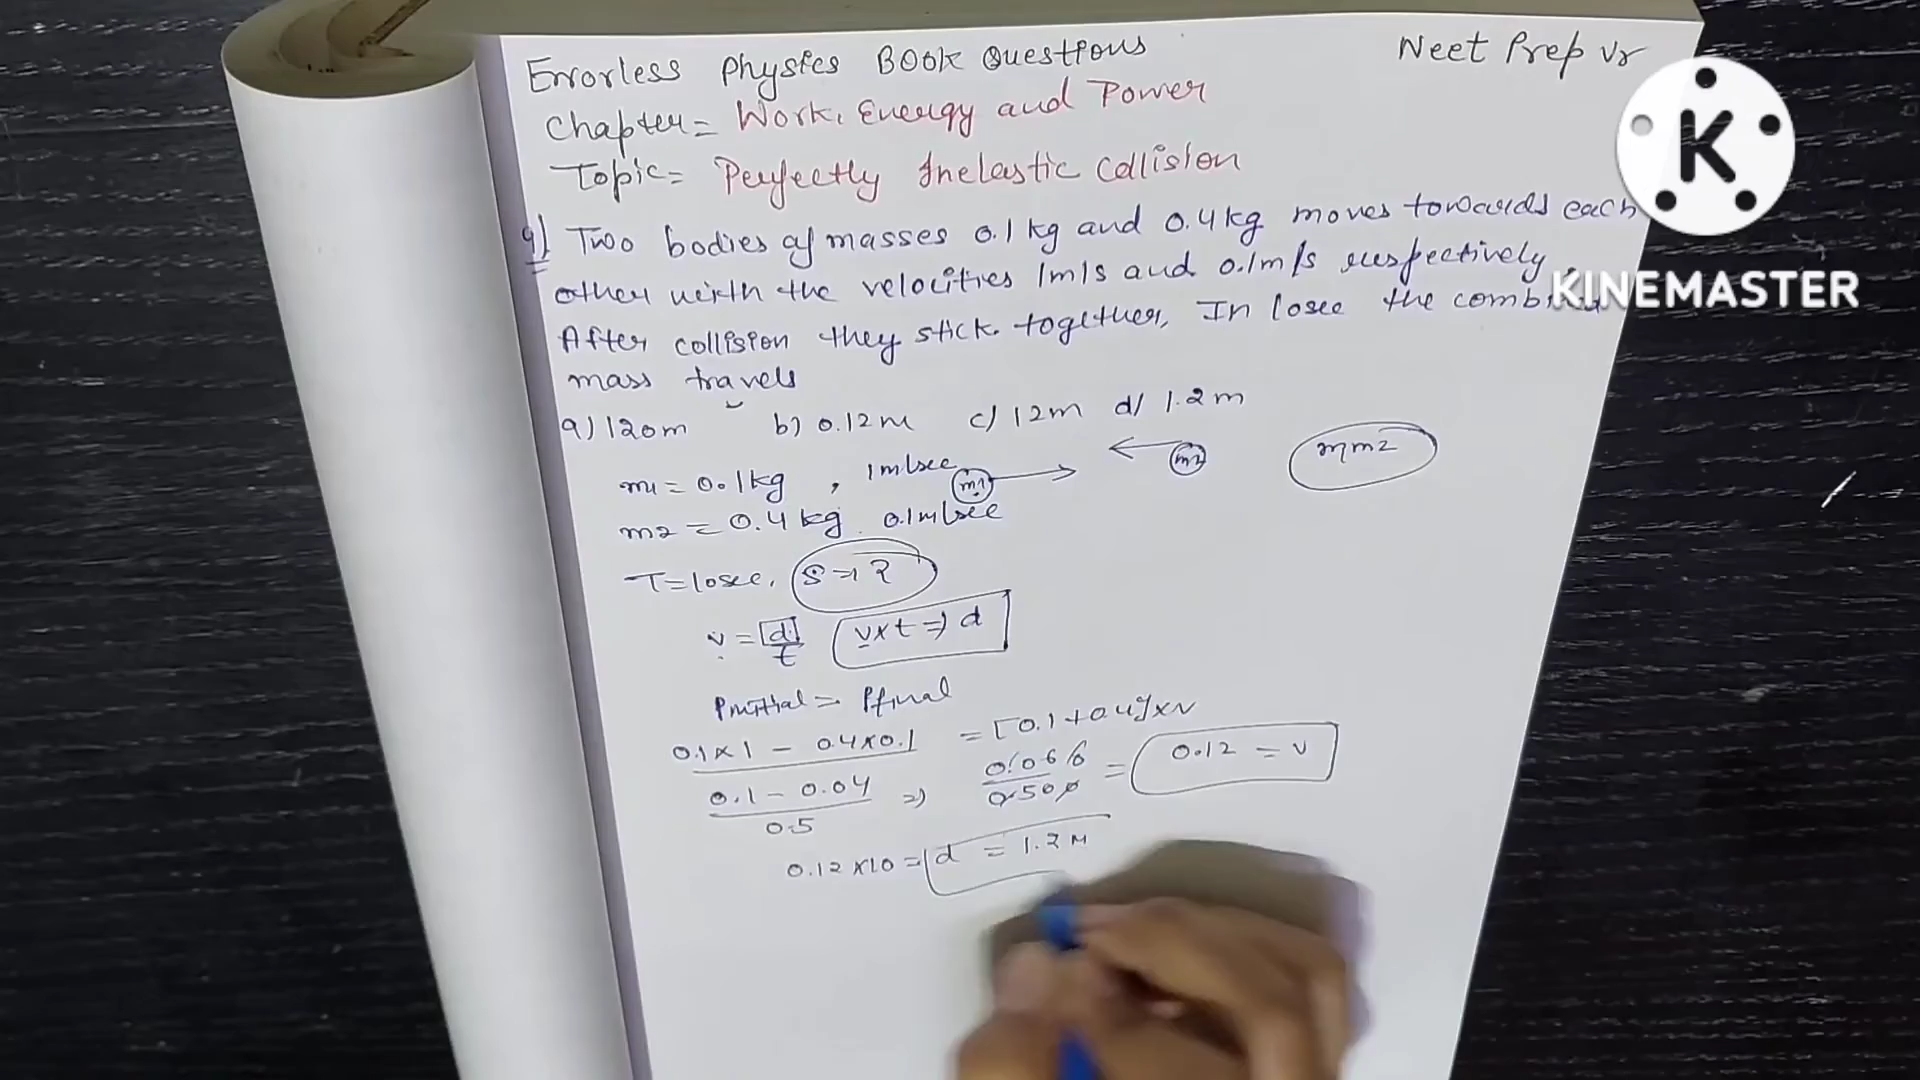 Errorless Physics Book Questions
Neet Prep Vr
Chapter = Work, Energy and Power
Topic = Perfectly Inelastic Collision
K
KINEMASTER
q) Two bodies of masses 0.1 kg and 0.4 kg moves towards each
other with the velocities 1m/s and 0.1m/s respectively,
After collision they stick together, In 10sec the
mass travels
a) 120m b) 0.12m c) 12m d) 1.2m
m1 = 0.1kg , 1m/sec m1 m2 mm2
m2 = 0.4 kg 0.1m/sec
T = 10sec, S = ?
v = d/t v×t => d
Pinitial = Pfinal
0.1×1 - 0.4×0.1 = [0.1+0.4]×v
0.1 - 0.04 / 0.5 => = 0.12 = v
0.12×10 = d = 1.2m